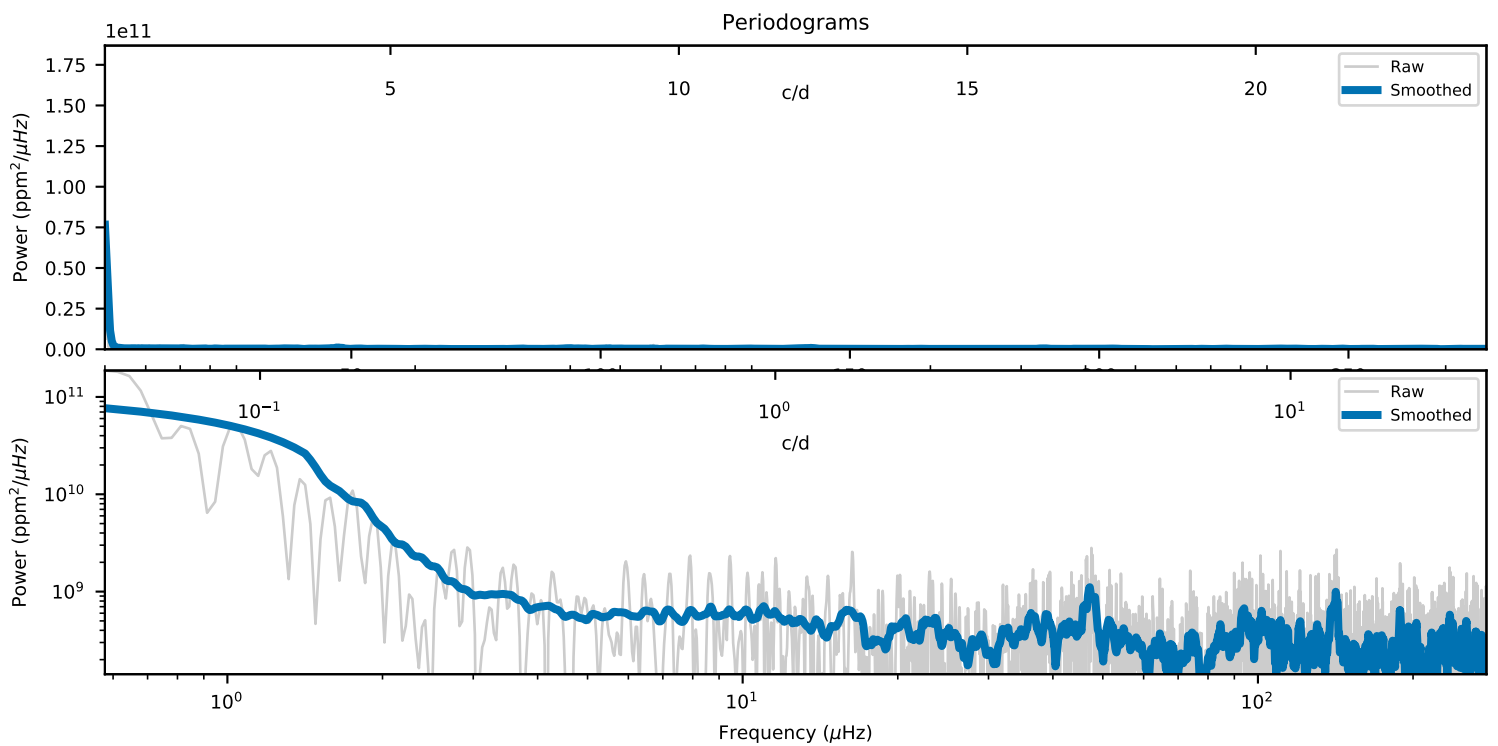 Periodograms
1e11
Raw
Smoothed
5 10 15 20
c/d
1.75
1.50
1.25
1.00
0.75
0.50
0.25
0.00
Power (ppm²/μHz)
Raw
Smoothed
10⁻¹ 10⁰ 10¹
c/d
10¹¹
10¹⁰
10⁹
Power (ppm²/μHz)
10⁰ 10¹ 10²
Frequency (μHz)